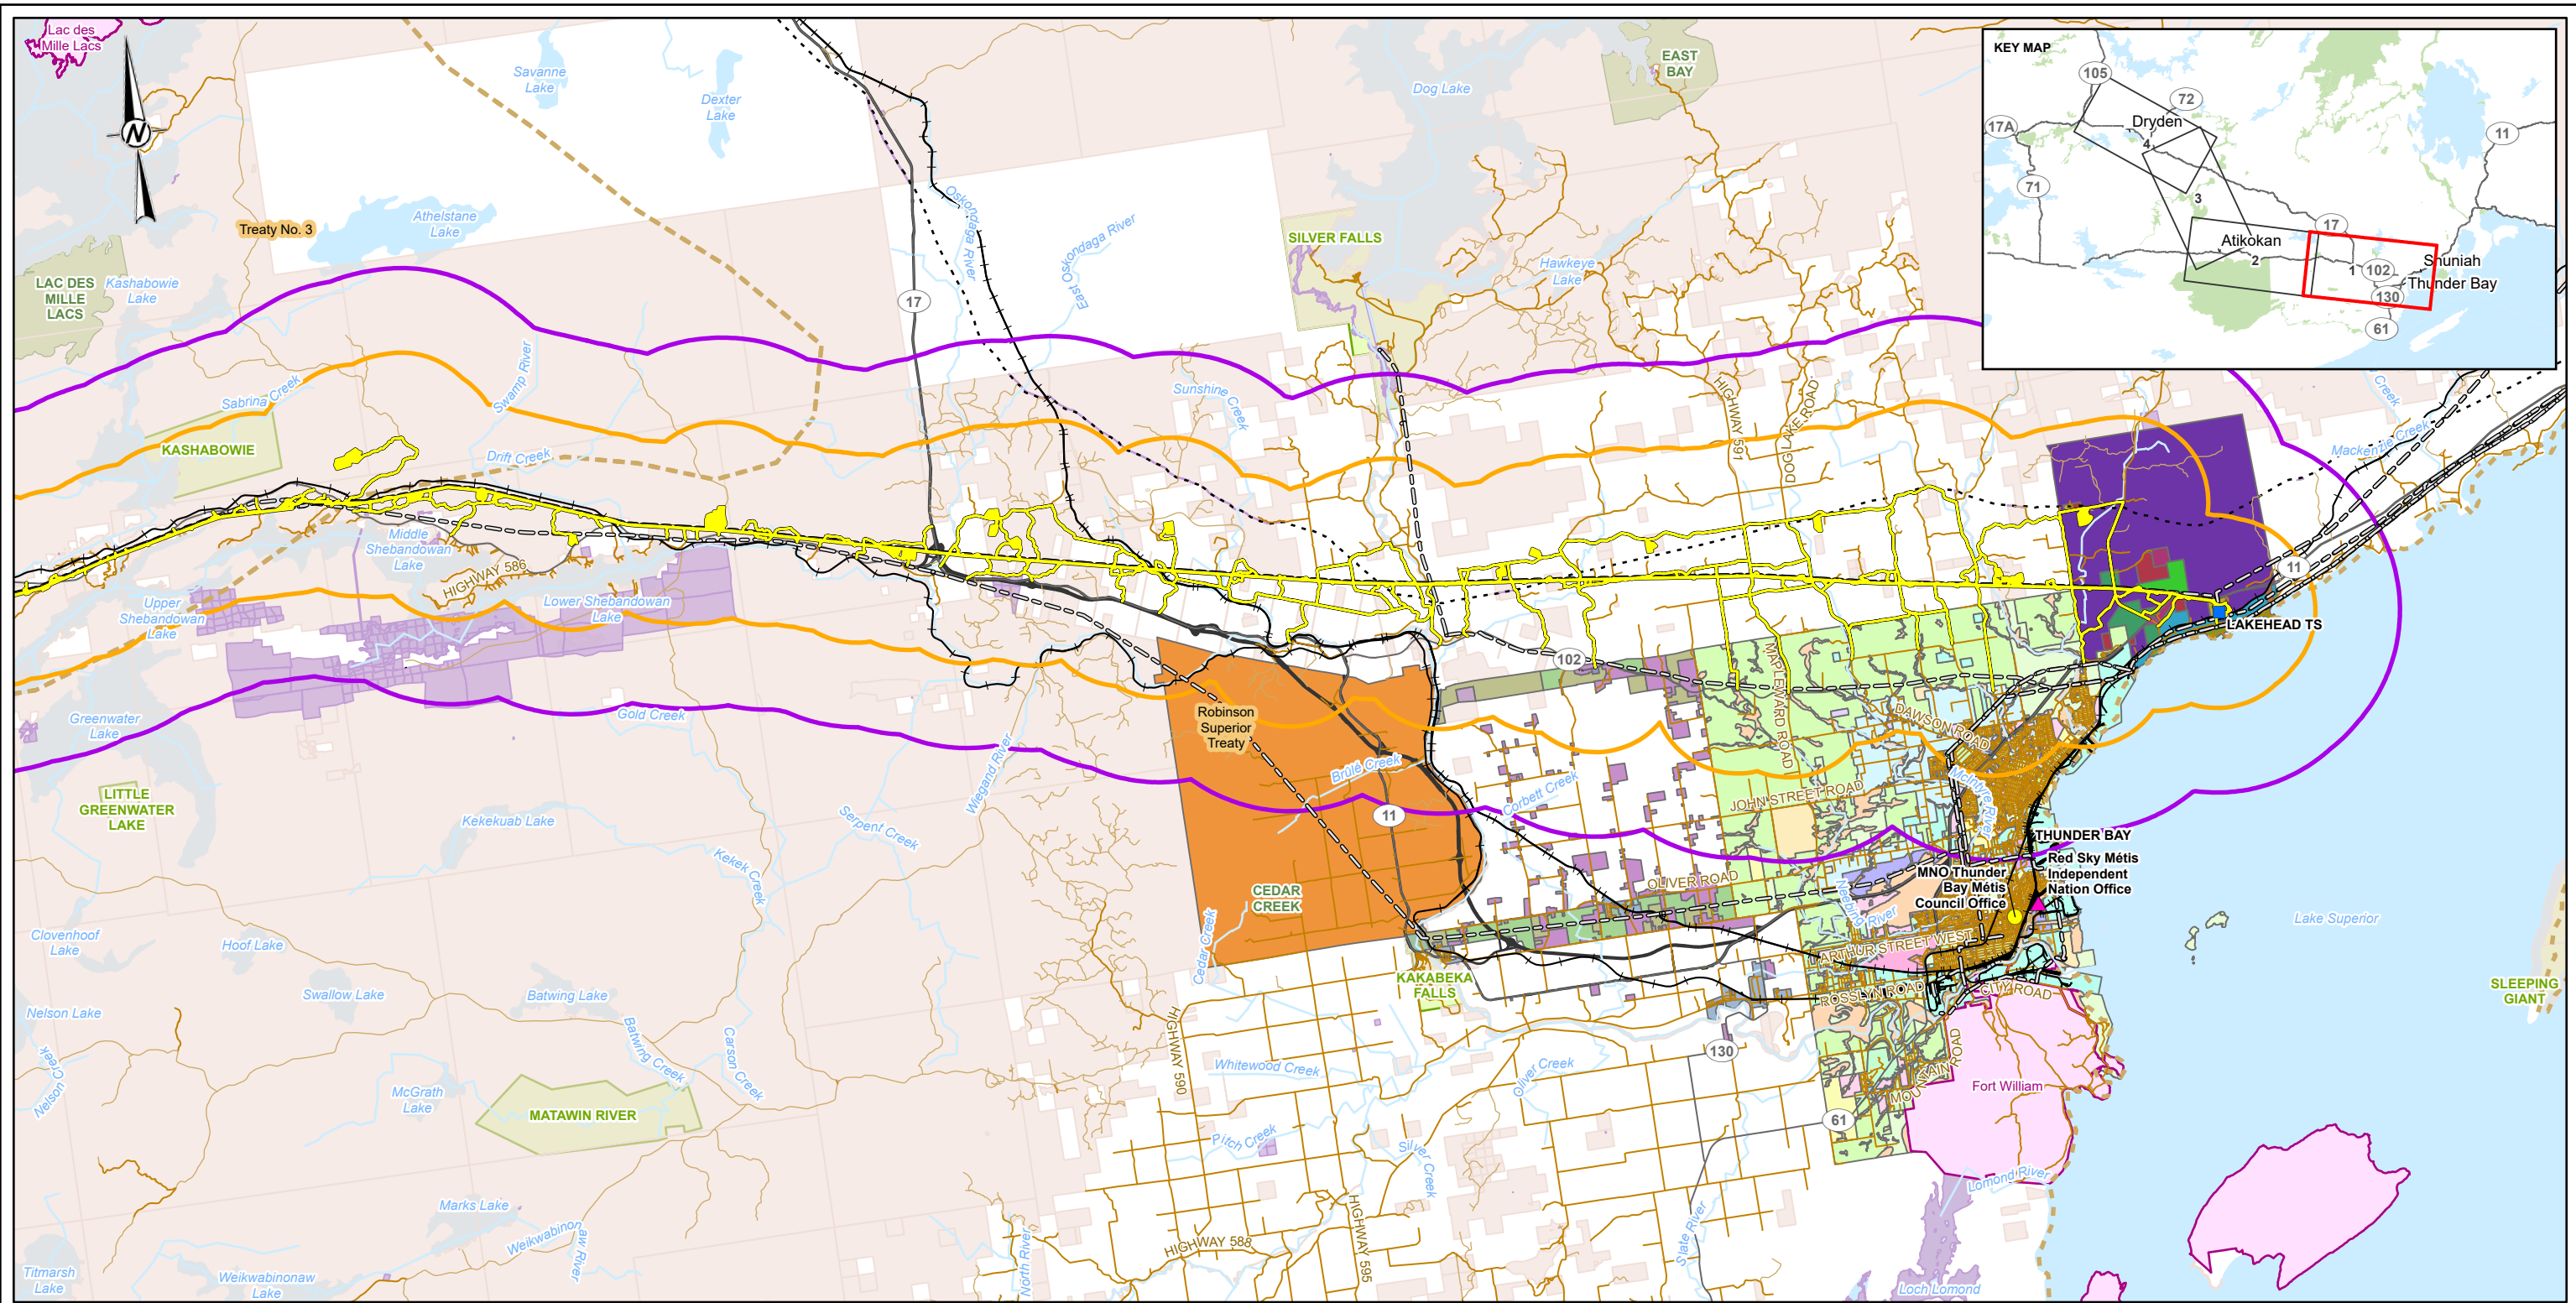 Lac des
Mille Lacs
N
Savanne
Lake
Dexter
Lake
Dog Lake
EAST
BAY
KEY MAP
105
72
17A
Dryden
4
11
71
3
17
Atikokan
2
1
102
Shuniah
Thunder Bay
130
61
Treaty No. 3
Athelstane
Lake
Oskondaga River
East Oskondaga River
SILVER FALLS
Hawkeye
Lake
LAC DES
MILLE
LACS
Kashabowie
Lake
17
Sabrina Creek
Swamp River
Sunshine
Creek
HIGHWAY 591
DOG LAKE ROAD
Creek
Mackenzie Creek
KASHABOWIE
Drift Creek
Middle
Shebandowan
Lake
HIGHWAY 586
Upper
Shebandowan
Lake
Lower Shebandowan
Lake
11
LAKEHEAD TS
102
MAPLEWARD ROAD
Robinson
Superior
Treaty
Greenwater
Lake
Gold Creek
Wiegand River
Brûlé Creek
DAWSON ROAD
Corbett Creek
JOHN STREET ROAD
McIntyre River
LITTLE
GREENWATER
LAKE
Kekekuab Lake
Serpent Creek
11
THUNDER BAY
Red Sky Métis
Independent
Nation Office
MNO Thunder
Bay Métis
Council Office
Kekek Creek
OLIVER ROAD
CEDAR
CREEK
Neebing River
Lake Superior
Clovenhoof
Lake
Hoof Lake
Cedar Creek
ARTHUR STREET WEST
KAKABEKA
FALLS
ROSSLYN ROAD
CITY ROAD
SLEEPING
GIANT
Swallow Lake
Batwing Lake
Nelson Lake
Nelson Creek
Batwing Creek
Carson Creek
HIGHWAY 590
130
Whitewood Creek
Oliver Creek
MOUNTAIN ROAD
Fort William
McGrath
Lake
MATAWIN RIVER
61
Pitch Creek
Silver Creek
Lomond River
Marks Lake
Weikwabinon
aw River
HIGHWAY 588
HIGHWAY 595
North River
Slate River
Titmarsh
Lake
Weikwabinonaw
Lake
Loch Lomond